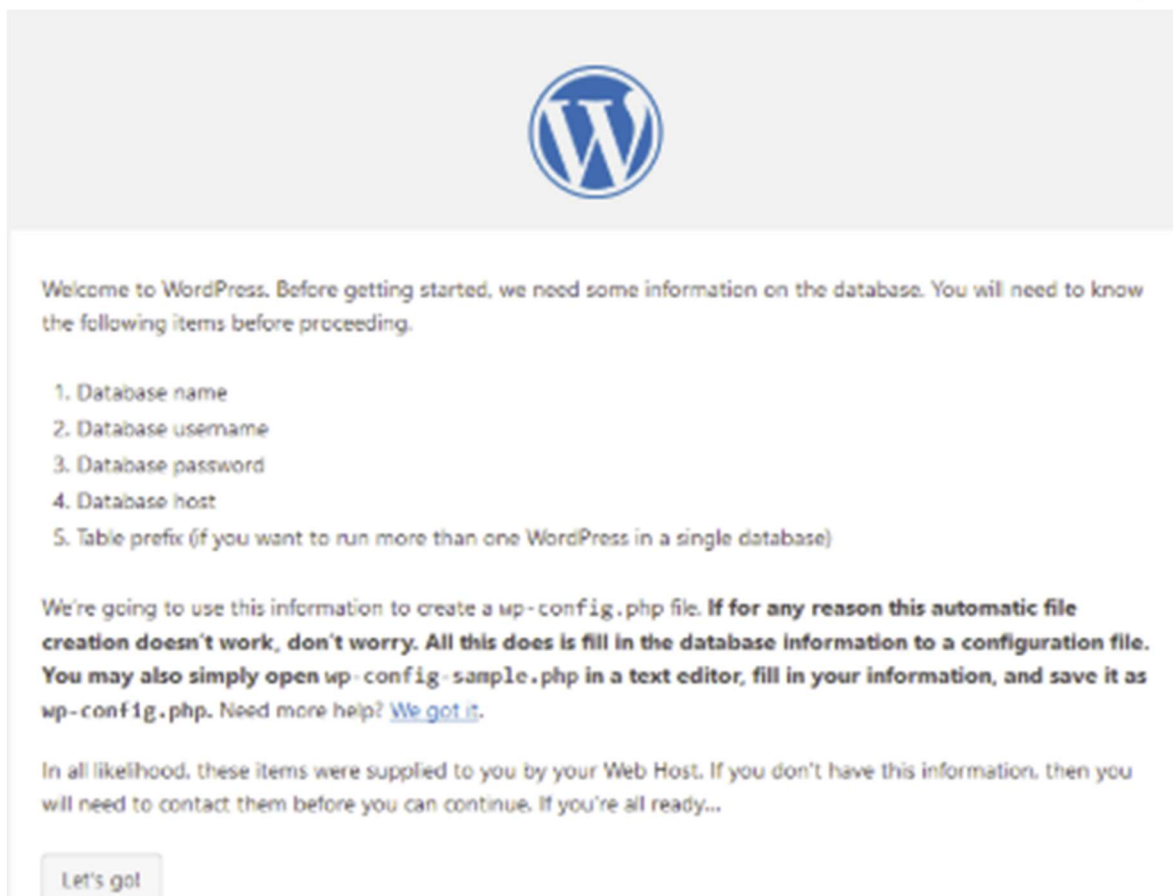 Welcome to WordPress. Before getting started, we need some information on the database. You will need to know
the following items before proceeding.
1. Database name
2. Database username
3. Database password
4. Database host
5. Table prefix (if you want to run more than one WordPress in a single database)
We're going to use this information to create a wp-config.php file. If for any reason this automatic file
creation doesn't work, don't worry. All this does is fill in the database information to a configuration file.
You may also simply open wp-config-sample.php in a text editor, fill in your information, and save it as
wp-config.php. Need more help? We got it.
In all likelihood, these items were supplied to you by your Web Host. If you don't have this information, then you
will need to contact them before you can continue. If you're all ready...
Let's go!